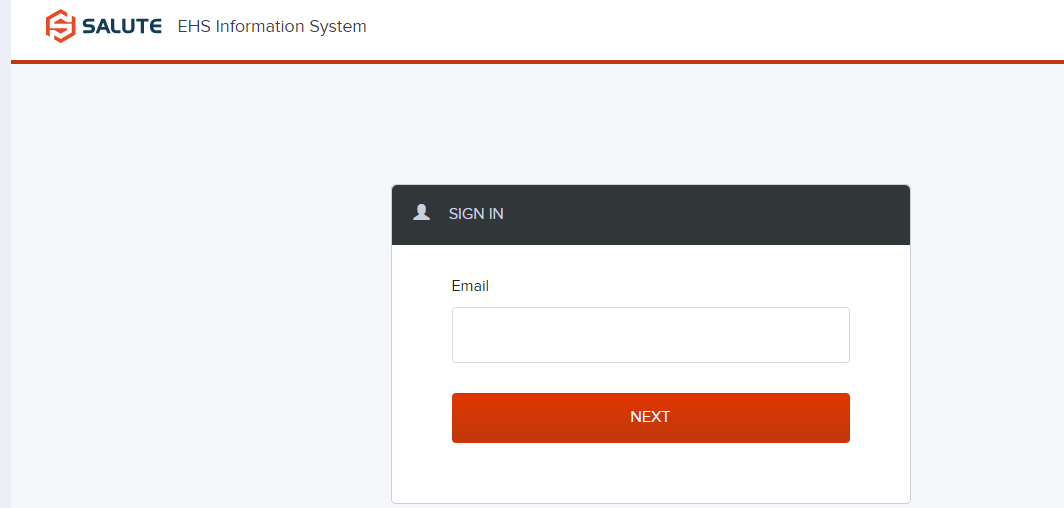 SALUTE EHS Information System
SIGN IN
Email
NEXT